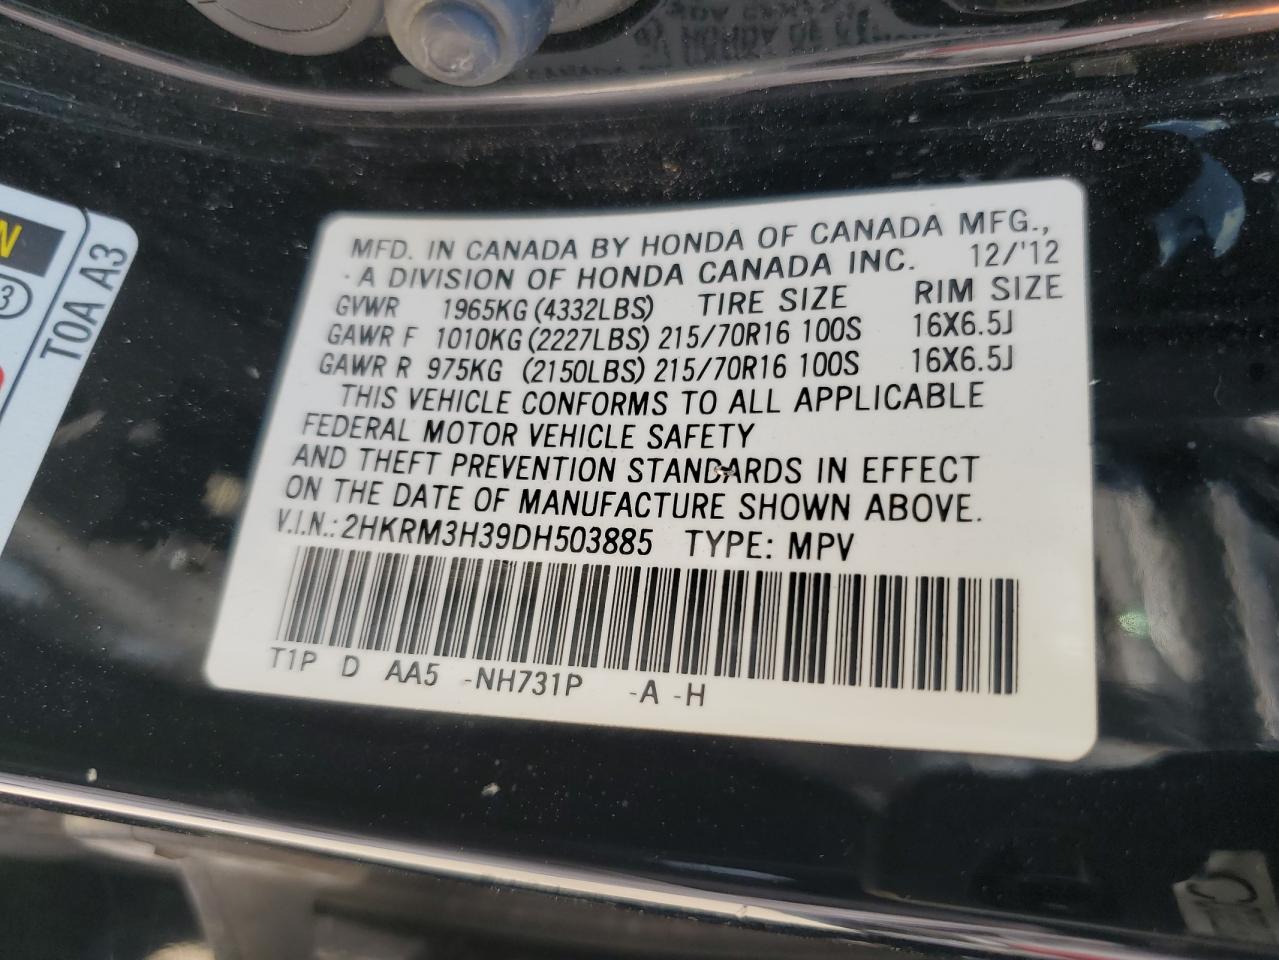 MFD. IN CANADA BY HONDA OF CANADA MFG.,
A DIVISION OF HONDA CANADA INC. 12/'12
GVWR 1965KG (4332LBS) TIRE SIZE RIM SIZE
GAWR F 1010KG (2227LBS) 215/70R16 100S 16X6.5J
GAWR R 975KG (2150LBS) 215/70R16 100S 16X6.5J
THIS VEHICLE CONFORMS TO ALL APPLICABLE
FEDERAL MOTOR VEHICLE SAFETY
AND THEFT PREVENTION STANDARDS IN EFFECT
ON THE DATE OF MANUFACTURE SHOWN ABOVE.
V.I.N.: 2HKRM3H39DH503885 TYPE: MPV
T1P D AA5 -NH731P -A -H
N
3
TOA A3